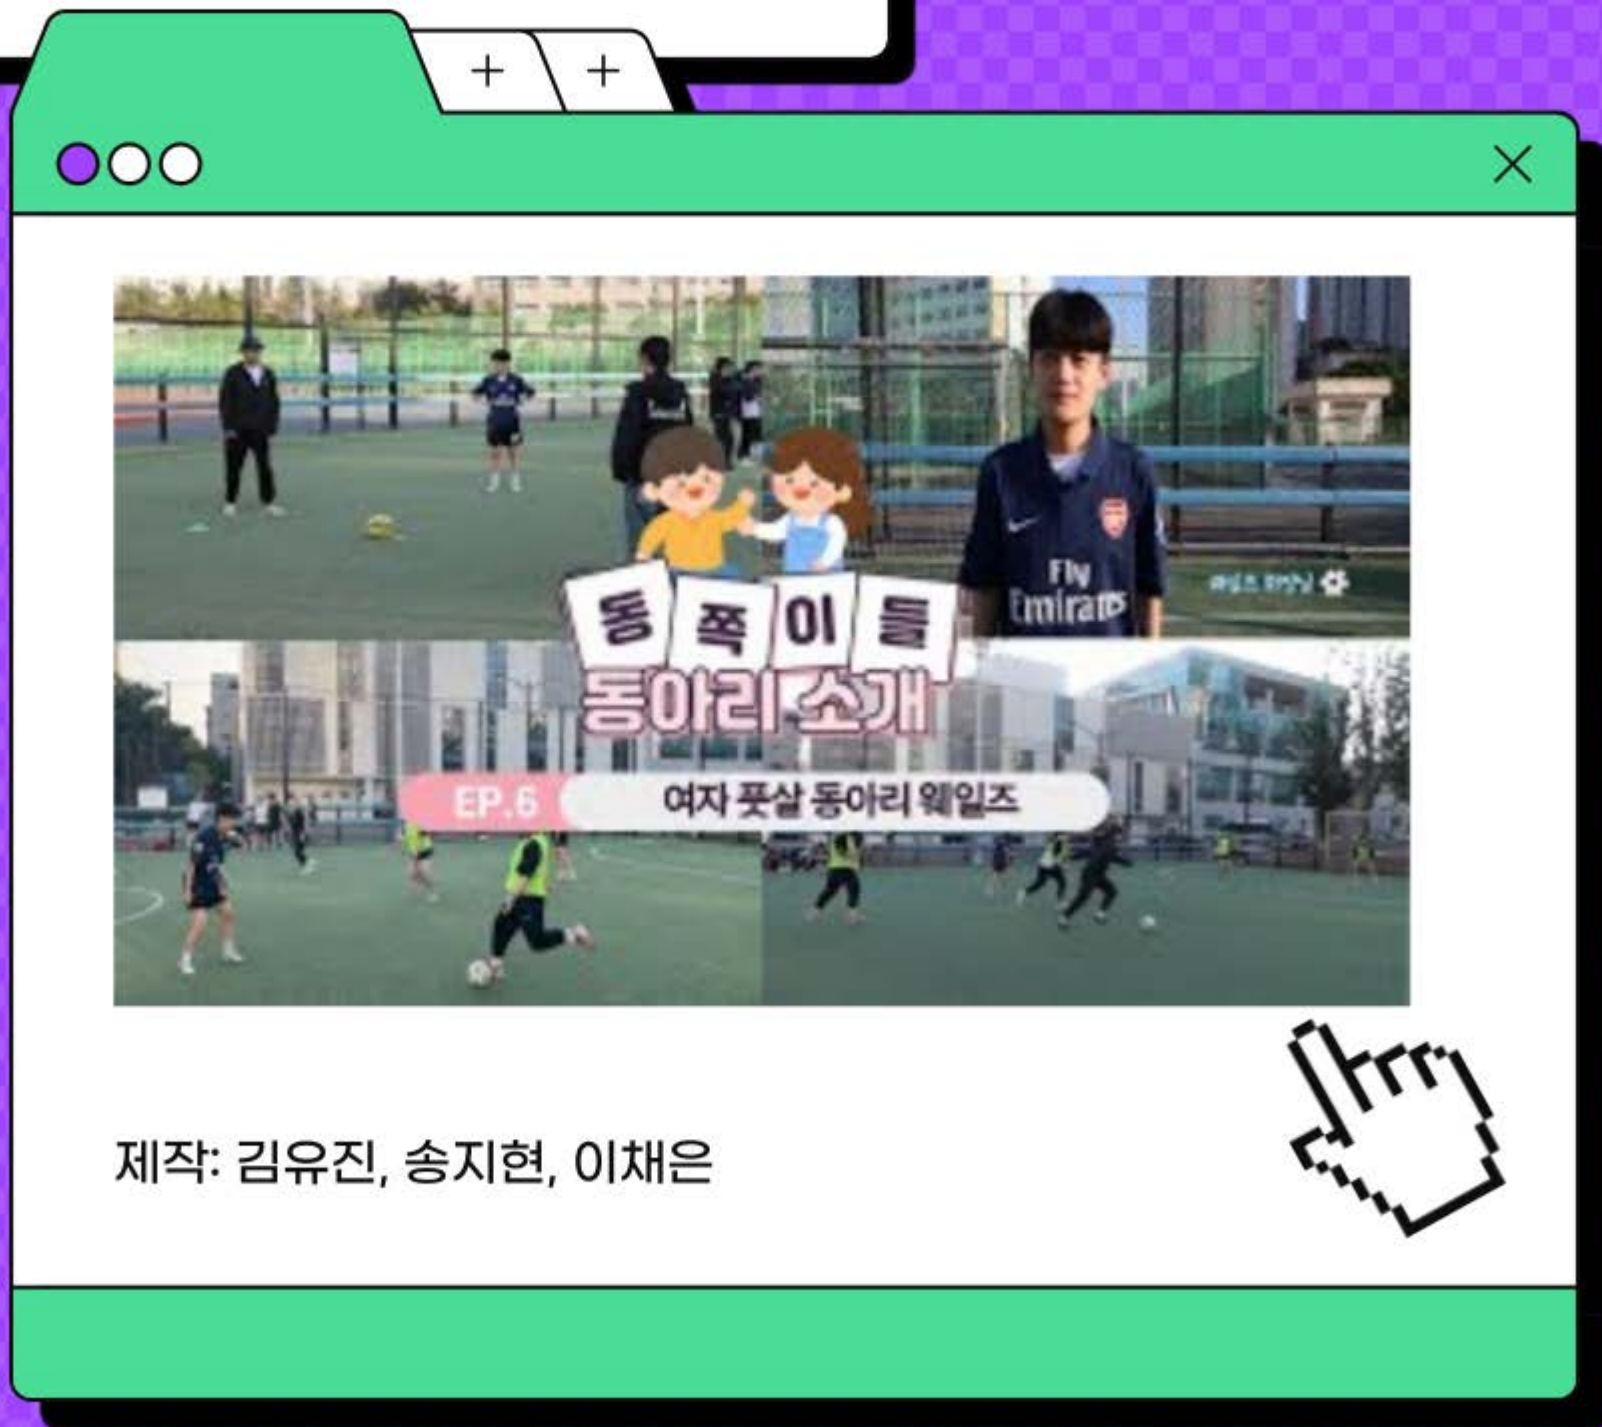 Fly
Emirates
동쪽이들
동아리 소개
EP.6 여자 풋살 동아리 웨일즈
제작: 김유진, 송지현, 이채은